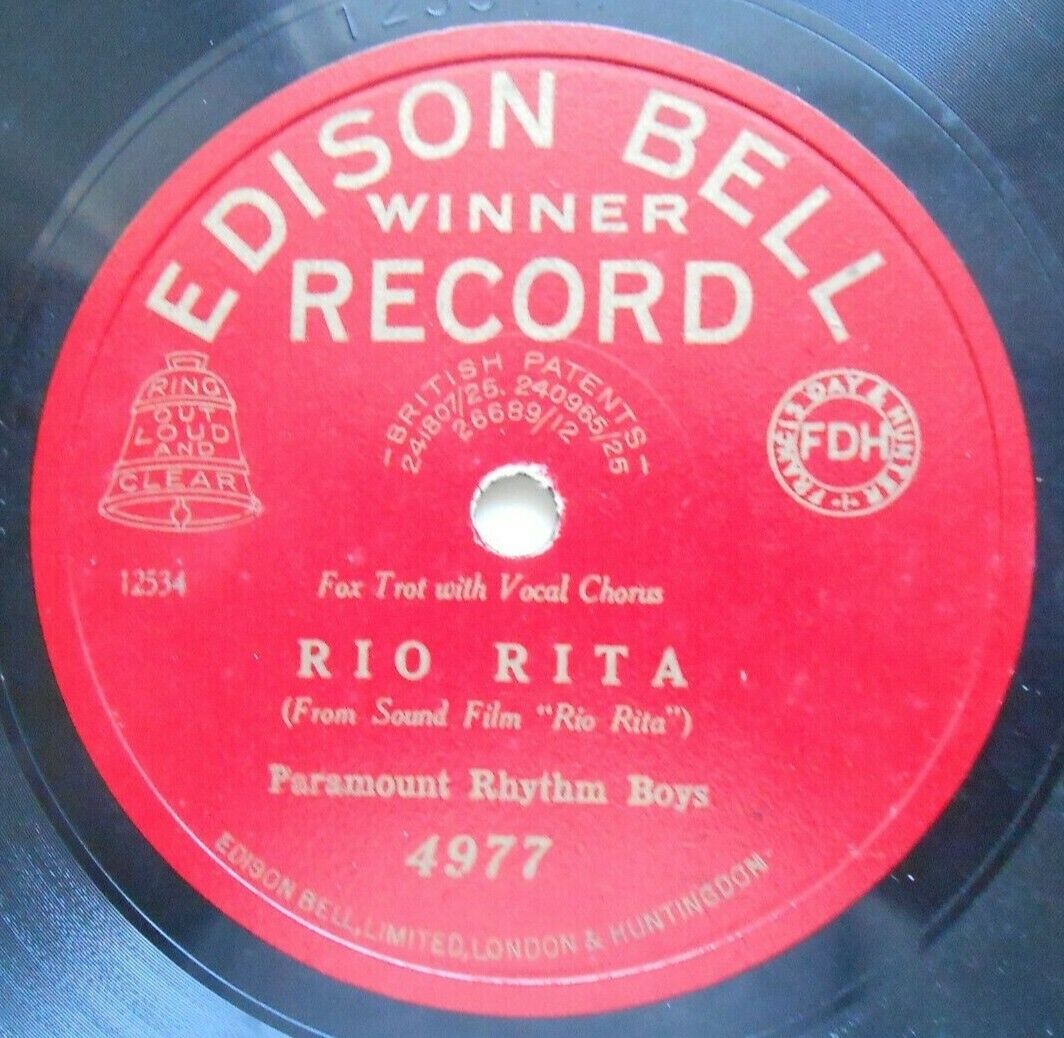 EDISON BELL
WINNER
RECORD
-BRITISH PATENTS-
241807/25. 240965/25
26689/12
RING
OUT
LOUD
AND
CLEAR
FRANCIS DAY & HUNTER
FDH
12534
Fox Trot with Vocal Chorus
RIO RITA
(From Sound Film "Rio Rita")
Paramount Rhythm Boys
4977
EDISON BELL, LIMITED, LONDON & HUNTINGDON.